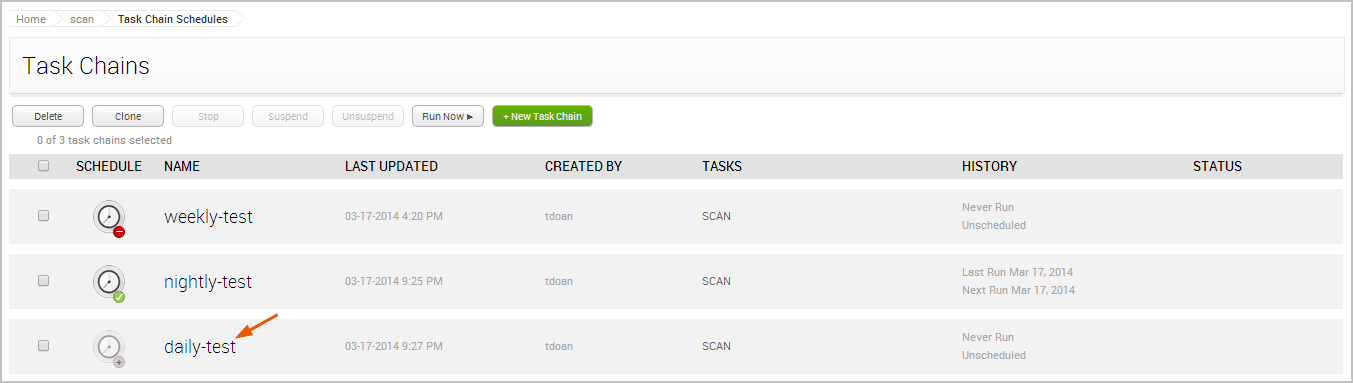 Home scan Task Chain Schedules
Task Chains
Delete Clone Stop Suspend Unsuspend Run Now ▶ + New Task Chain
0 of 3 task chains selected
SCHEDULE NAME LAST UPDATED CREATED BY TASKS HISTORY STATUS
weekly-test 03-17-2014 4:20 PM tdoan SCAN Never Run
Unscheduled
nightly-test 03-17-2014 9:25 PM tdoan SCAN Last Run Mar 17, 2014
Next Run Mar 17, 2014
daily-test 03-17-2014 9:27 PM tdoan SCAN Never Run
Unscheduled